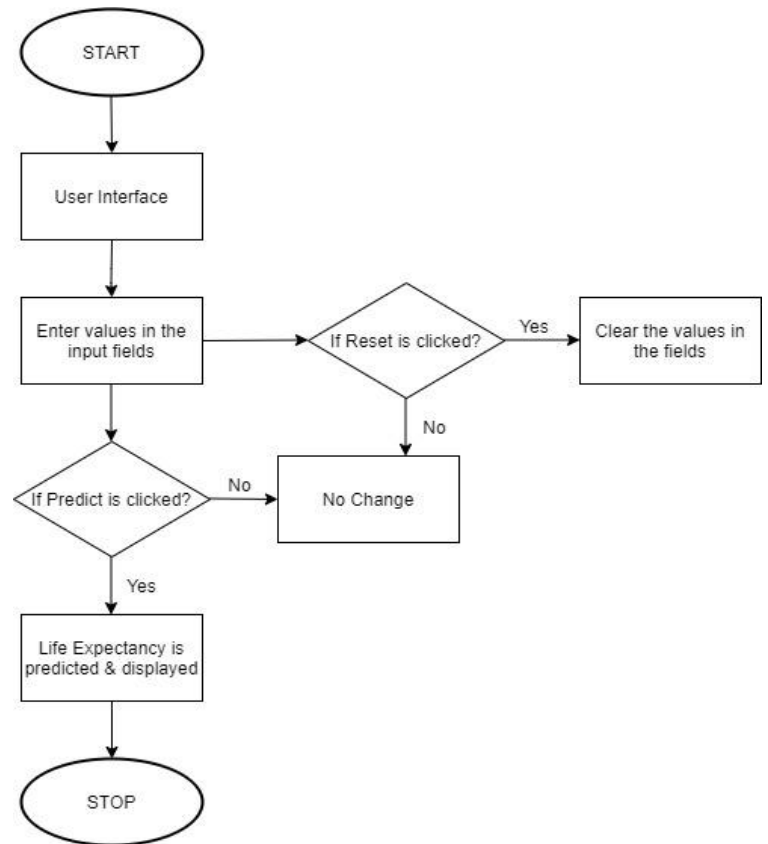 START
User Interface
Enter values in the
input fields
If Reset is clicked?
Yes
Clear the values in
the fields
No
If Predict is clicked?
No
No Change
Yes
Life Expectancy is
predicted & displayed
STOP